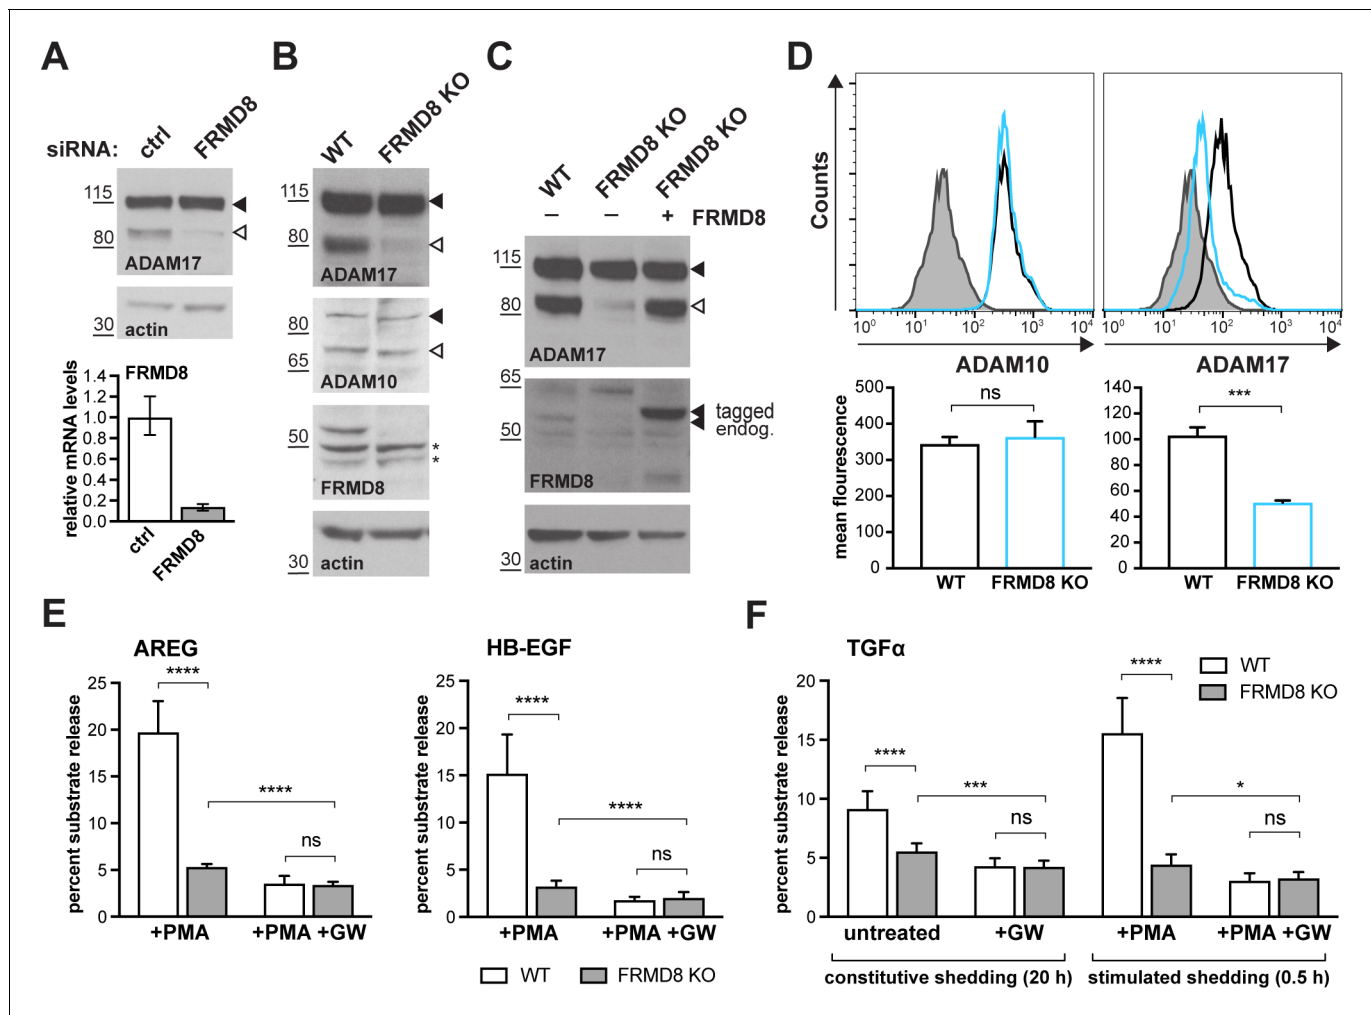 A
siRNA:
ctrl
FRMD8
115
80
ADAM17
30
actin
FRMD8
relative mRNA levels
1.4
1.2
1.0
0.8
0.6
0.4
0.2
0.0
ctrl
FRMD8
B
WT
FRMD8 KO
115
80
ADAM17
80
65
ADAM10
50
*
*
FRMD8
30
actin
C
WT
FRMD8 KO
FRMD8 KO
– – + FRMD8
115
80
ADAM17
65
tagged
endog.
50
FRMD8
30
actin
D
Counts
10⁰ 10¹ 10² 10³ 10⁴
ADAM10
10⁰ 10¹ 10² 10³ 10⁴
ADAM17
mean flourescence
500
400
300
200
100
0
ns
WT FRMD8 KO
140
120
100
80
60
40
20
0
***
WT FRMD8 KO
E
AREG
percent substrate release
25
20
15
10
5
0
****
****
ns
+PMA +PMA +GW
HB-EGF
percent substrate release
25
20
15
10
5
0
****
****
ns
+PMA +PMA +GW
WT FRMD8 KO
F
TGFα
WT
FRMD8 KO
percent substrate release
20
15
10
5
0
****
***
ns
****
*
ns
untreated +GW +PMA +PMA +GW
constitutive shedding (20 h) stimulated shedding (0.5 h)